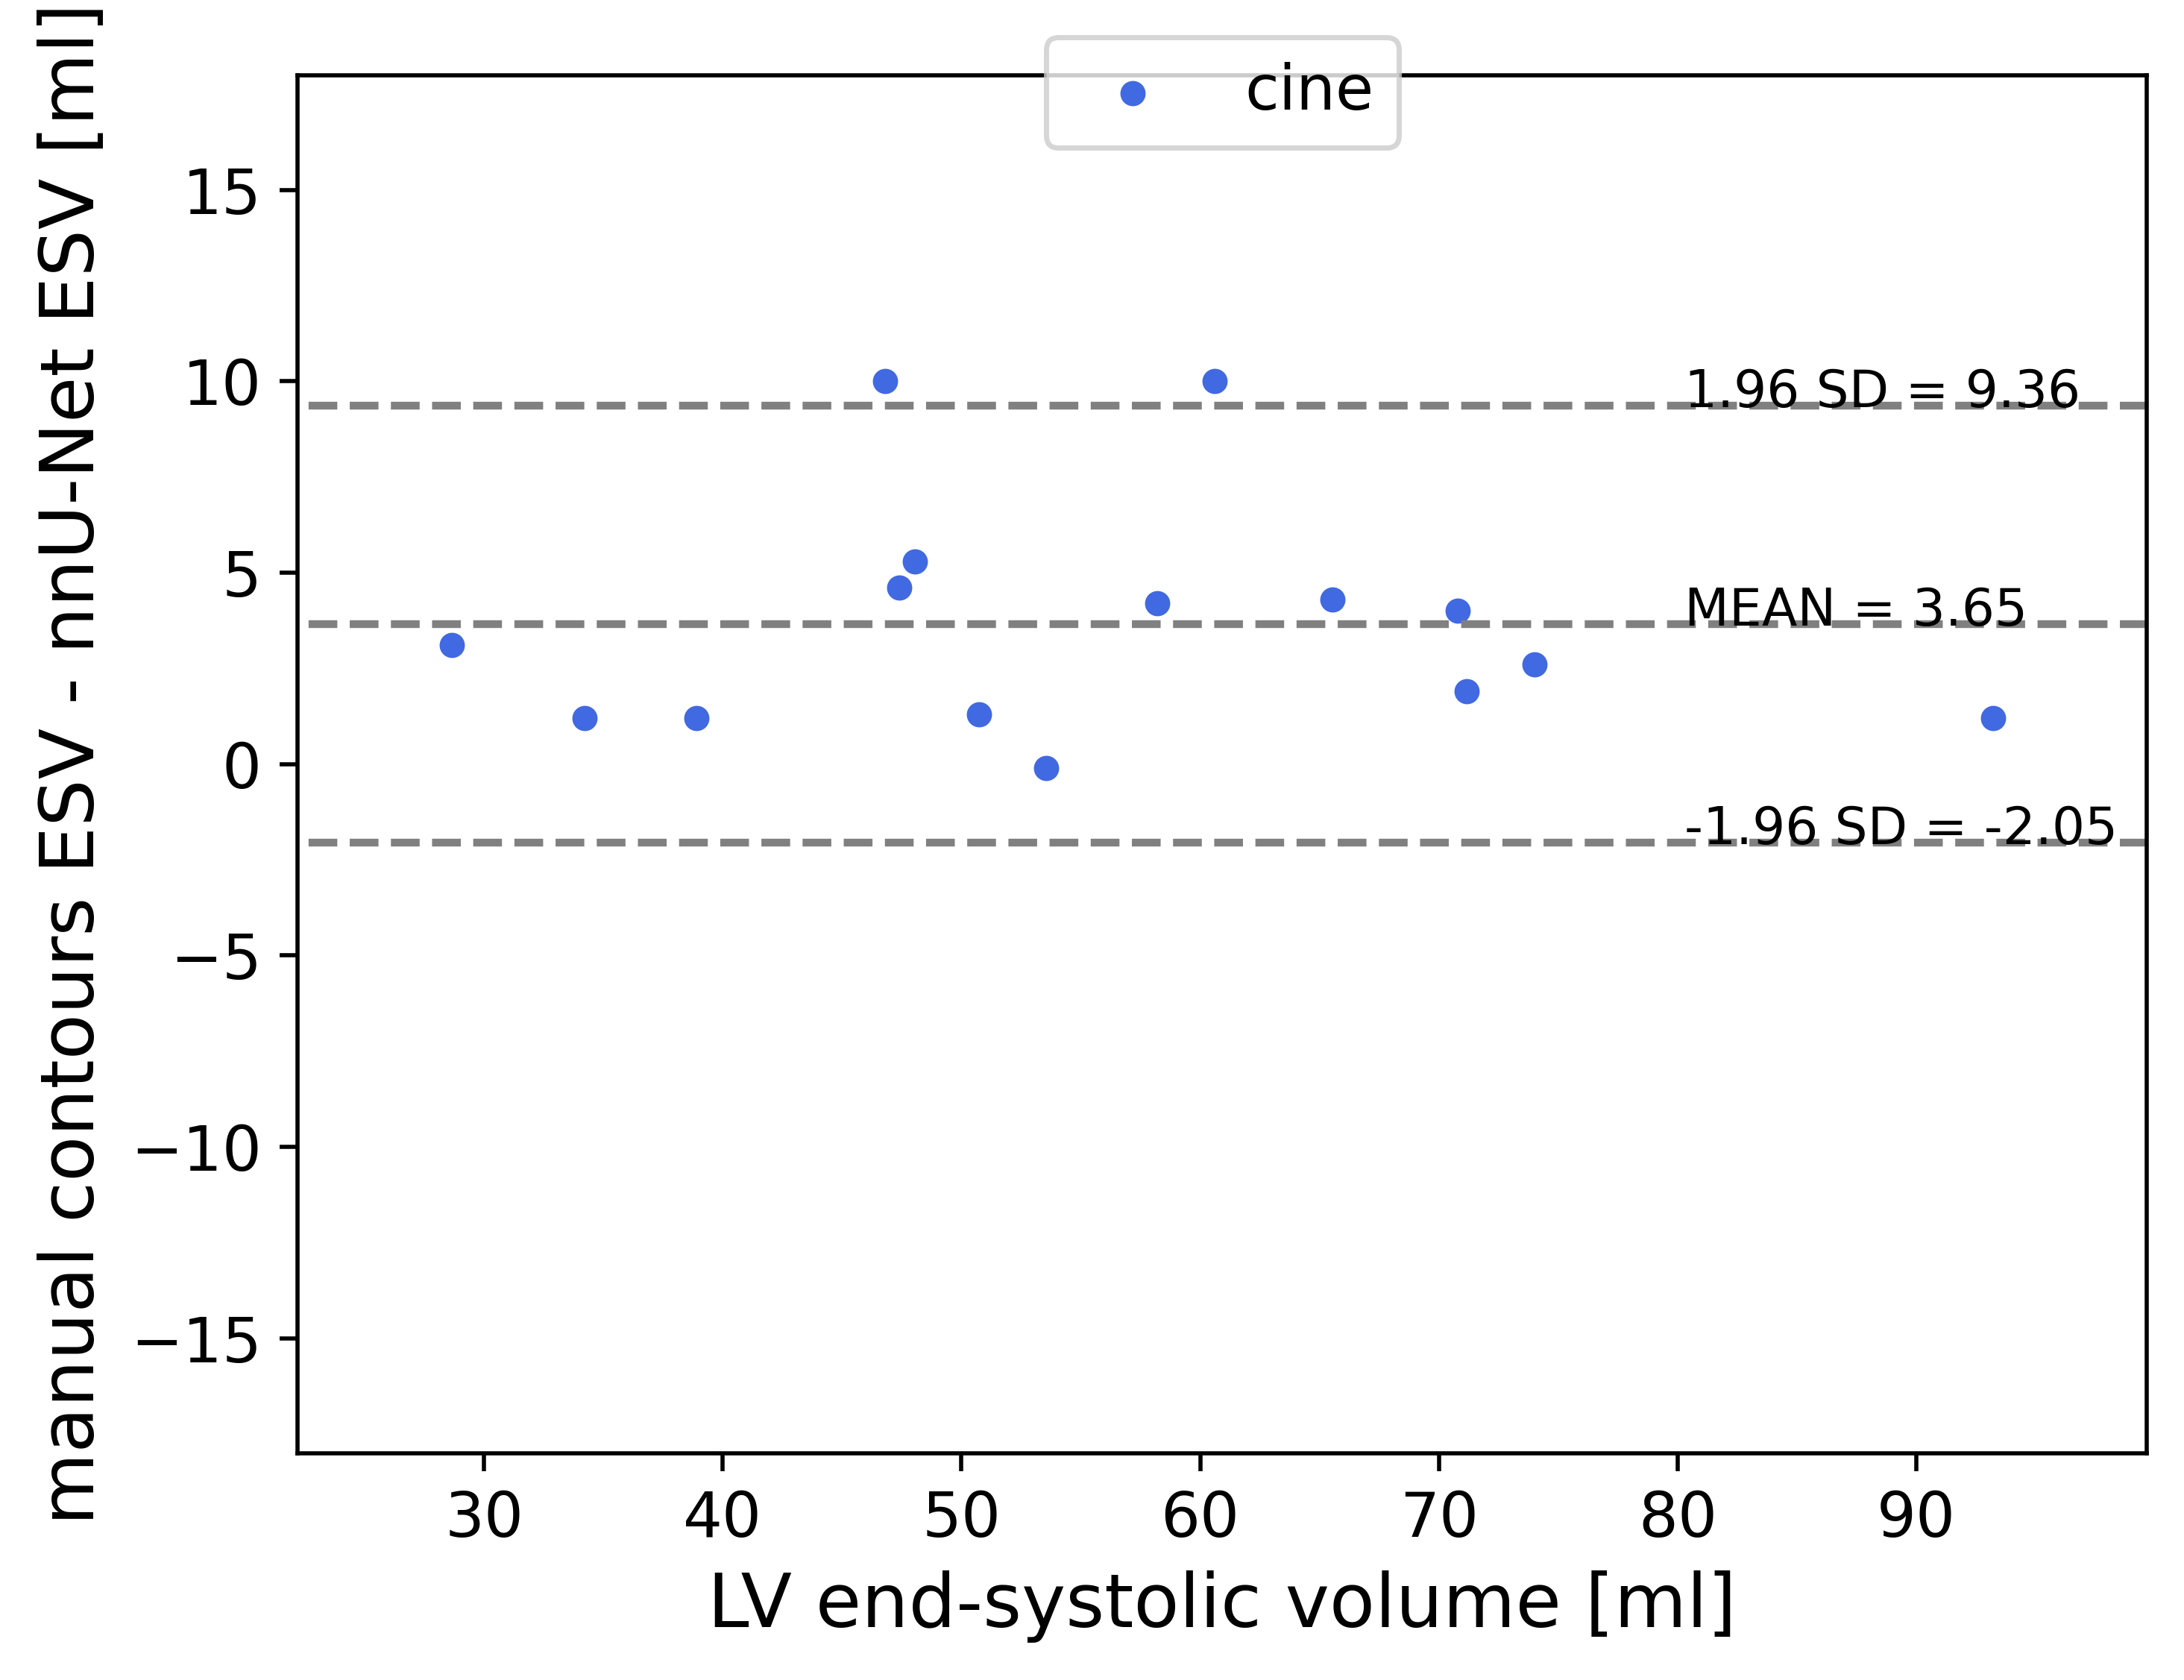 cine
manual contours ESV - nnU-Net ESV [ml]
15
10
5
0
−5
−10
−15
1.96 SD = 9.36
MEAN = 3.65
-1.96 SD = -2.05
30 40 50 60 70 80 90
LV end-systolic volume [ml]